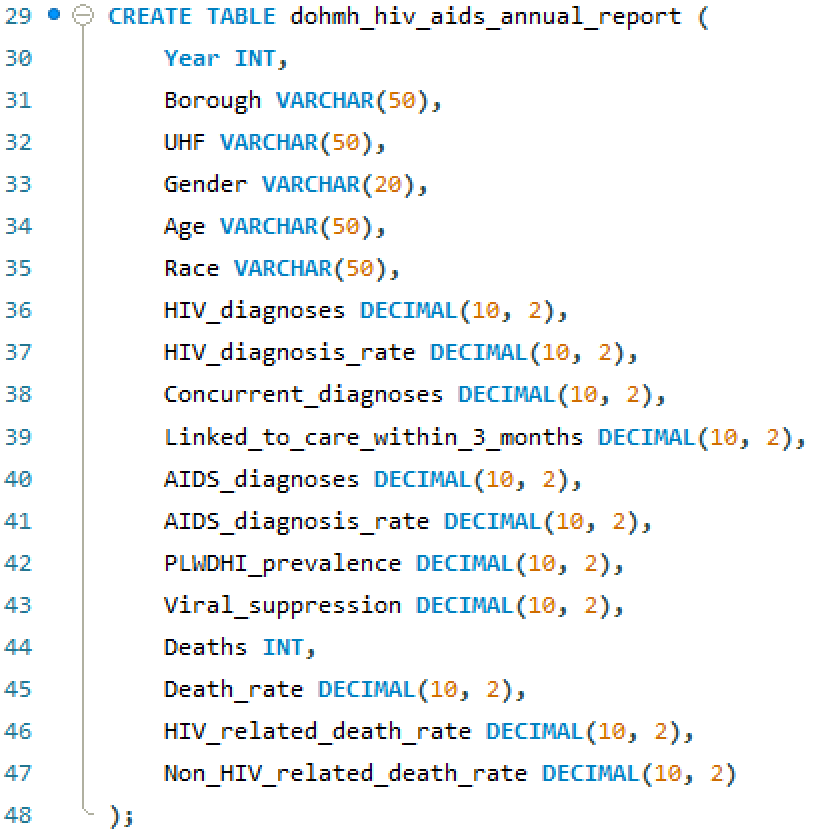 29 CREATE TABLE dohmh_hiv_aids_annual_report (
30 Year INT,
31 Borough VARCHAR(50),
32 UHF VARCHAR(50),
33 Gender VARCHAR(20),
34 Age VARCHAR(50),
35 Race VARCHAR(50),
36 HIV_diagnoses DECIMAL(10, 2),
37 HIV_diagnosis_rate DECIMAL(10, 2),
38 Concurrent_diagnoses DECIMAL(10, 2),
39 Linked_to_care_within_3_months DECIMAL(10, 2),
40 AIDS_diagnoses DECIMAL(10, 2),
41 AIDS_diagnosis_rate DECIMAL(10, 2),
42 PLWDHI_prevalence DECIMAL(10, 2),
43 Viral_suppression DECIMAL(10, 2),
44 Deaths INT,
45 Death_rate DECIMAL(10, 2),
46 HIV_related_death_rate DECIMAL(10, 2),
47 Non_HIV_related_death_rate DECIMAL(10, 2)
48 );